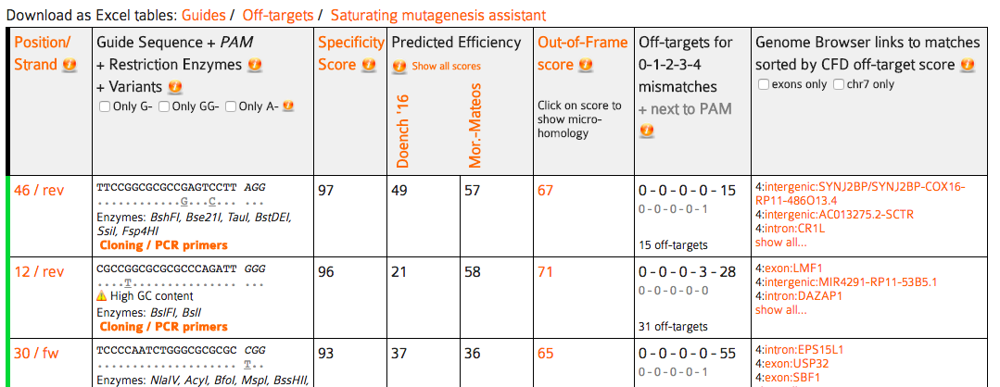 Download as Excel tables: Guides / Off-targets / Saturating mutagenesis assistant
Position/
Strand
Guide Sequence + PAM
+ Restriction Enzymes
+ Variants
Only G- Only GG- Only A-
Specificity
Score
Predicted Efficiency
Show all scores
Doench '16
Mor.-Mateos
Out-of-Frame
score
Click on score to
show micro-
homology
Off-targets for
0-1-2-3-4
mismatches
+ next to PAM
Genome Browser links to matches
sorted by CFD off-target score
exons only chr7 only
46 / rev
TTCCGGCGCGCCGAGTCCTT AGG
............G...C... ...
Enzymes: BshFI, Bse21I, TauI, BstDEI,
SsiI, Fsp4HI
Cloning / PCR primers
97
49
57
67
0 - 0 - 0 - 0 - 15
0 - 0 - 0 - 0 - 1
15 off-targets
4:intergenic:SYNJ2BP/SYNJ2BP-COX16-
RP11-486O13.4
4:intergenic:AC013275.2-SCTR
4:intron:CR1L
show all...
12 / rev
CGCCGGCGCGCGCCCAGATT GGG
....T............... ...
High GC content
Enzymes: BslFI, BslI
Cloning / PCR primers
96
21
58
71
0 - 0 - 0 - 3 - 28
0 - 0 - 0 - 0 - 0
31 off-targets
4:exon:LMF1
4:intergenic:MIR4291-RP11-53B5.1
4:intron:DAZAP1
show all...
30 / fw
TCCCCAATCTGGGCGCGCGC CGG
.................... T..
Enzymes: NlaIV, AcyI, BfoI, MspI, BssHII,
93
37
36
65
0 - 0 - 0 - 0 - 55
0 - 0 - 0 - 0 - 1
4:intron:EPS15L1
4:exon:USP32
4:exon:SBF1